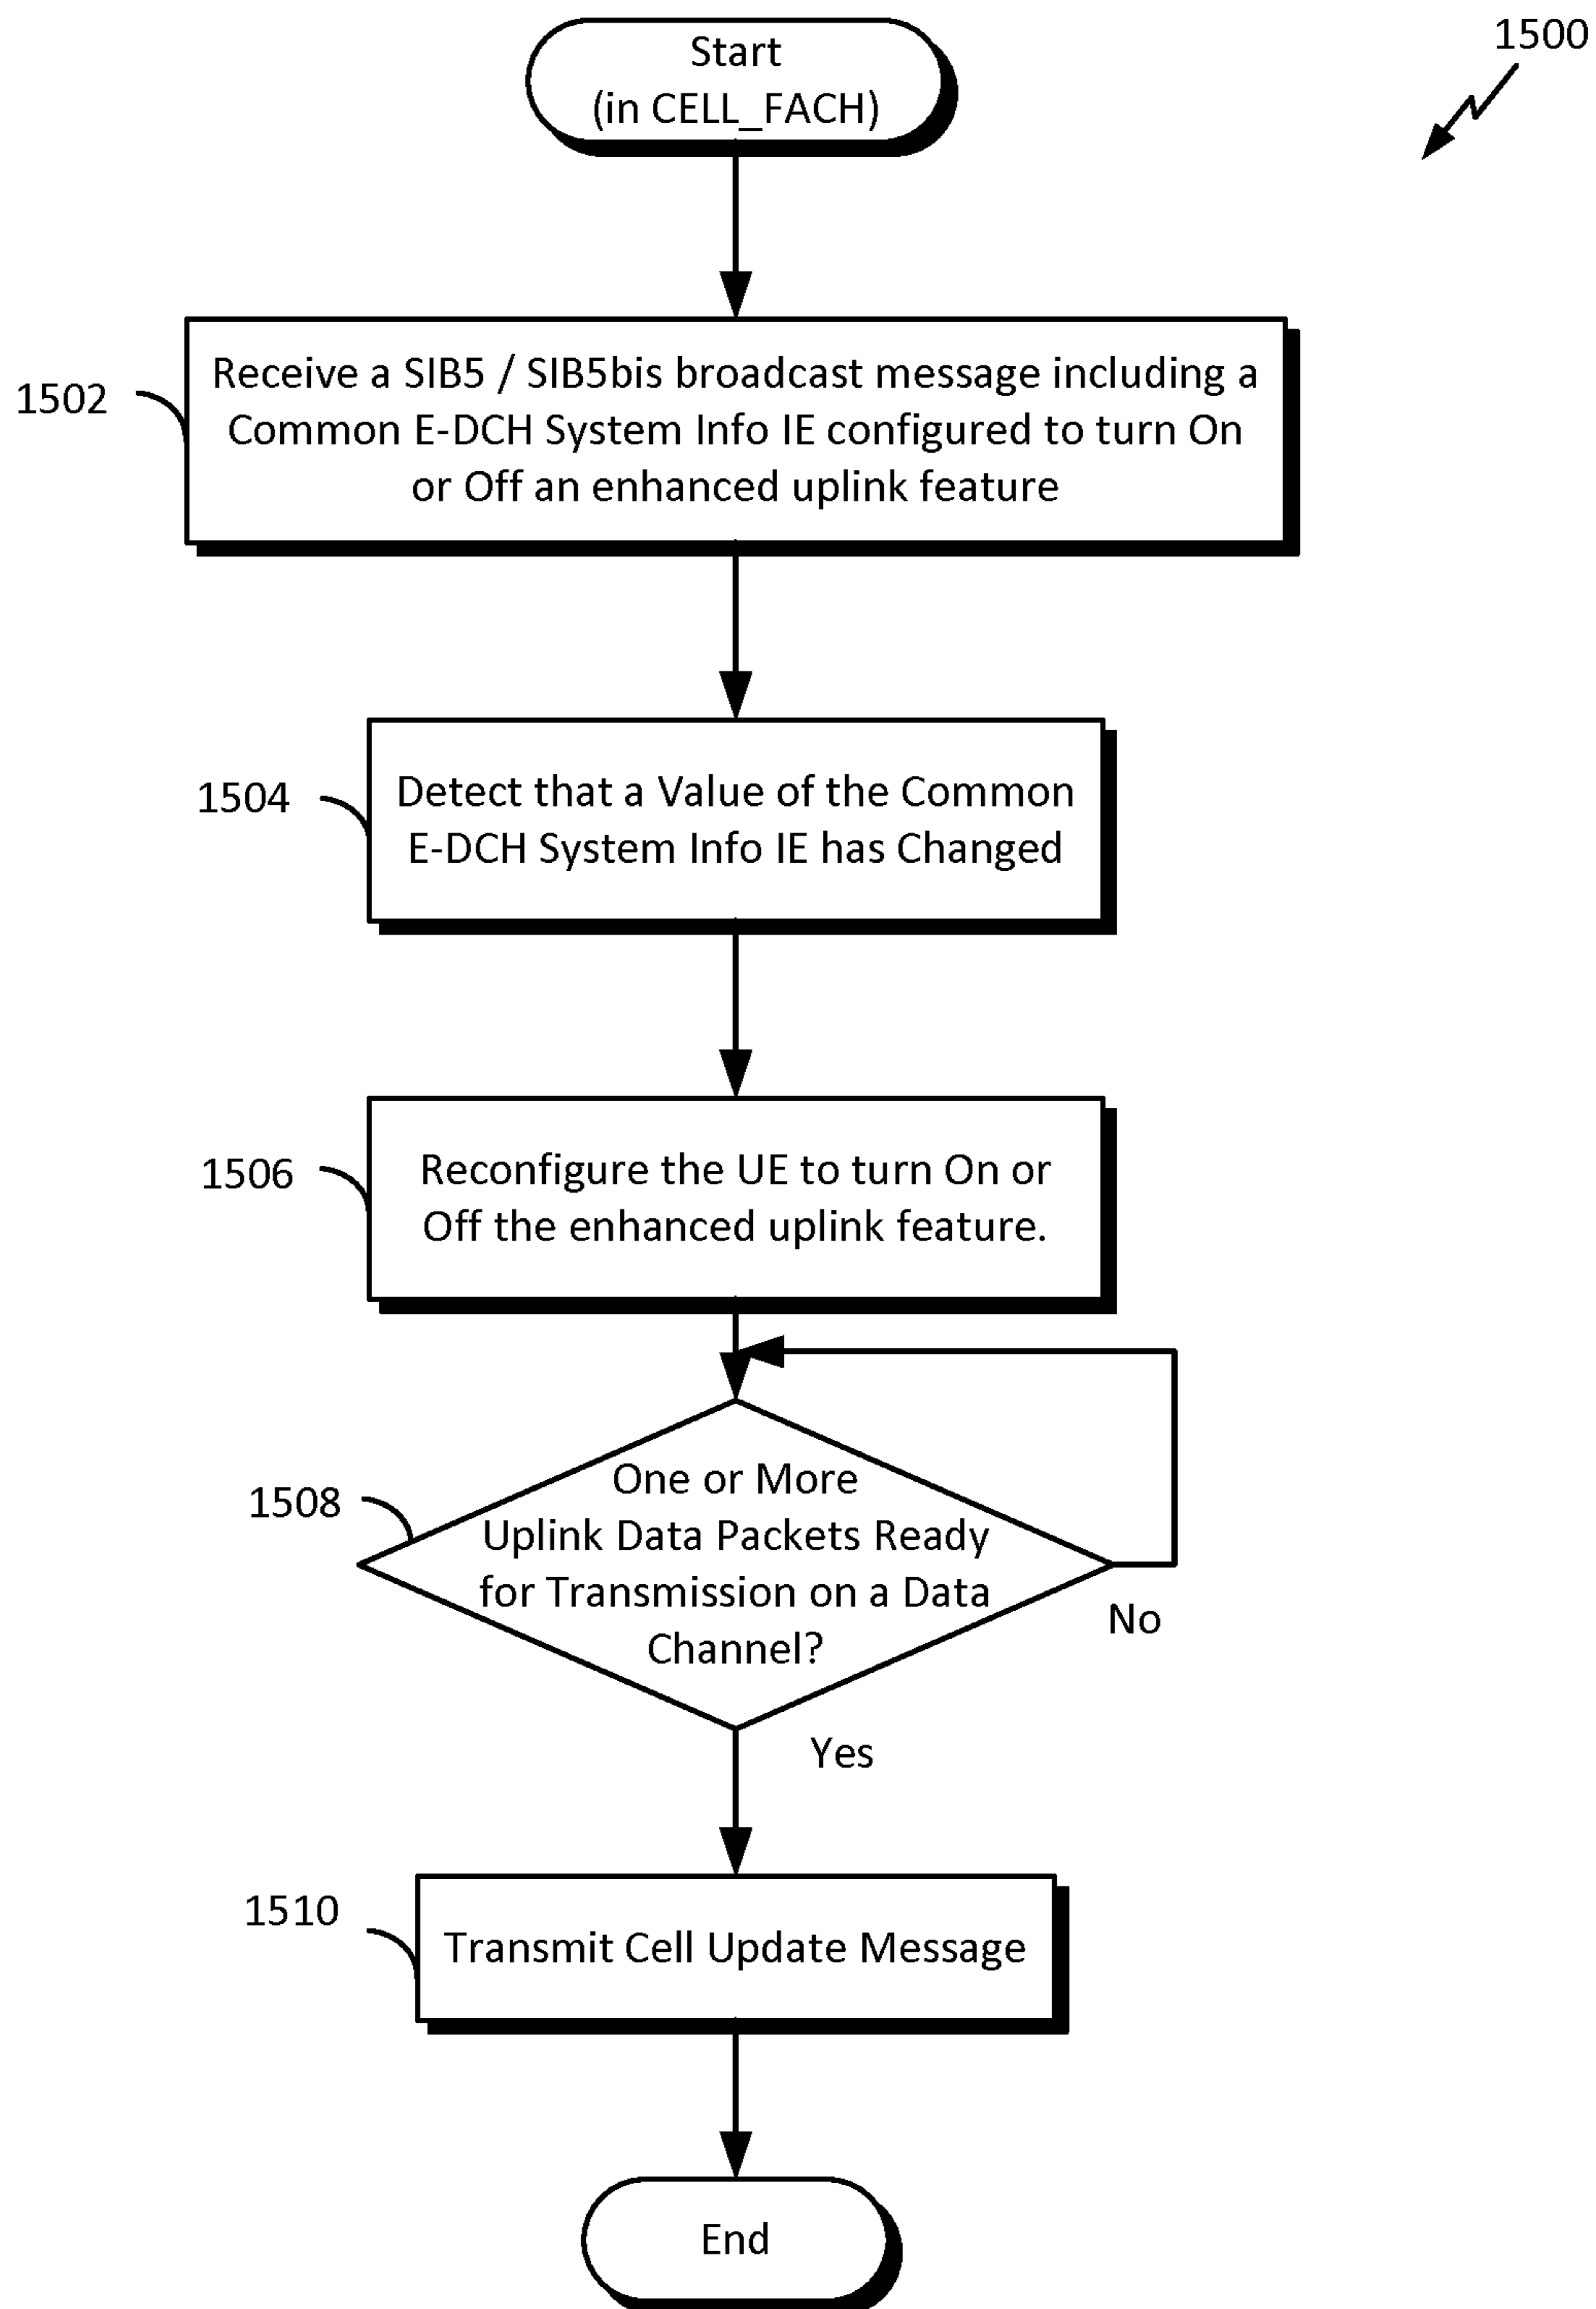 Start
(in CELL_FACH)
1500
1502
Receive a SIB5 / SIB5bis broadcast message including a
Common E-DCH System Info IE configured to turn On
or Off an enhanced uplink feature
1504
Detect that a Value of the Common
E-DCH System Info IE has Changed
1506
Reconfigure the UE to turn On or
Off the enhanced uplink feature.
1508
One or More
Uplink Data Packets Ready
for Transmission on a Data
Channel?
No
Yes
1510
Transmit Cell Update Message
End